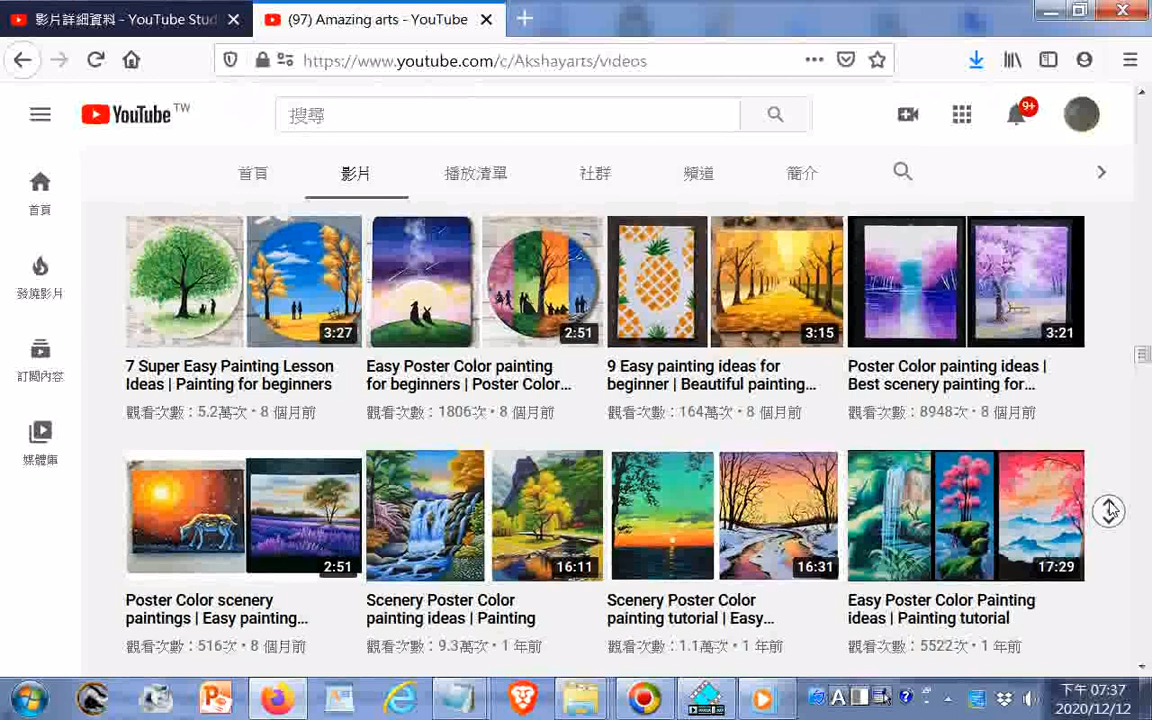 影片詳細資料 - YouTube Stud
(97) Amazing arts - YouTube
https://www.youtube.com/c/Akshayarts/videos
YouTube TW
搜尋
9+
首頁
影片
播放清單
社群
頻道
簡介
首頁
發燒影片
訂閱內容
媒體庫
3:27
2:51
3:15
3:21
7 Super Easy Painting Lesson
Ideas | Painting for beginners
觀看次數：5.2萬次・8 個月前
Easy Poster Color painting
for beginners | Poster Color...
觀看次數：1806次・8 個月前
9 Easy painting ideas for
beginner | Beautiful painting...
觀看次數：164萬次・8 個月前
Poster Color painting ideas |
Best scenery painting for...
觀看次數：8948次・8 個月前
2:51
16:11
16:31
17:29
Poster Color scenery
paintings | Easy painting...
觀看次數：516次・8 個月前
Scenery Poster Color
painting ideas | Painting
觀看次數：9.3萬次・1 年前
Scenery Poster Color
painting tutorial | Easy...
觀看次數：1.1萬次・1 年前
Easy Poster Color Painting
ideas | Painting tutorial
觀看次數：5522次・1 年前
下午 07:37
2020/12/12